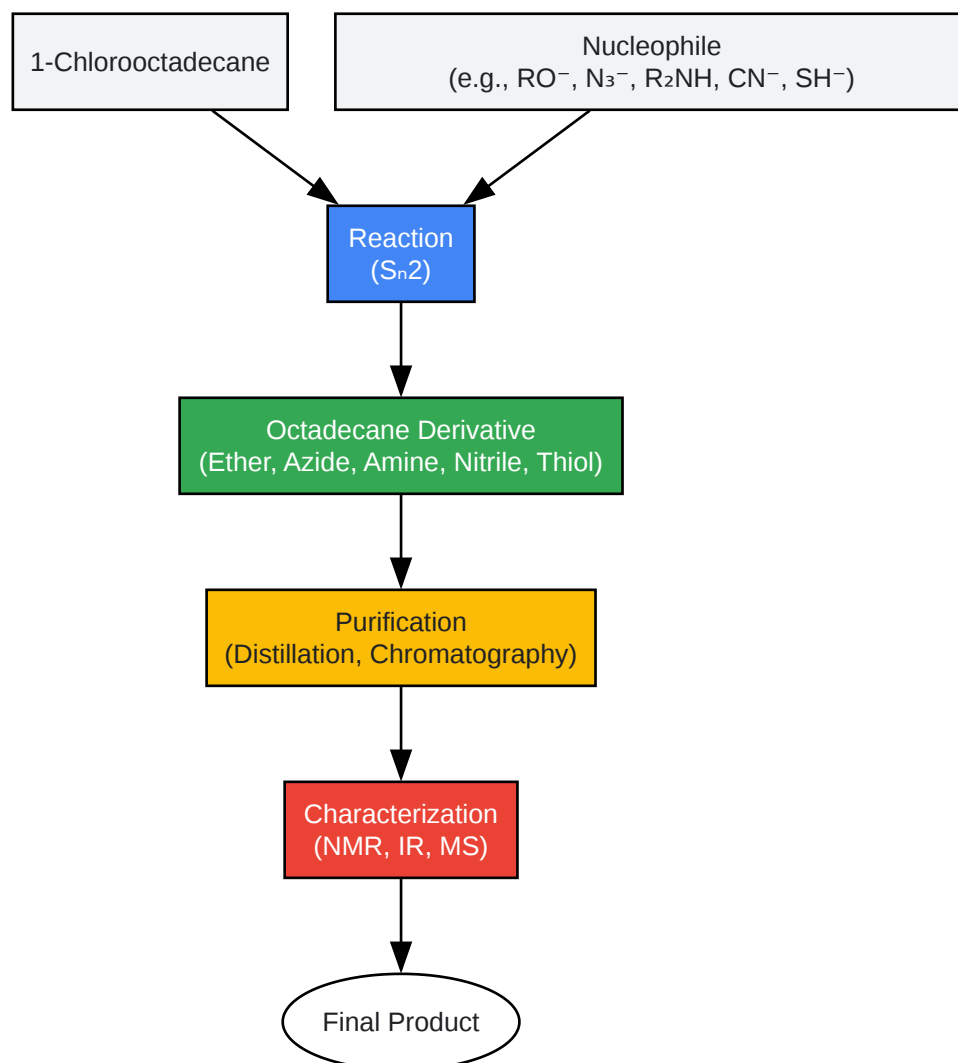 1-Chlorooctadecane
Nucleophile
(e.g., RO⁻, N₃⁻, R₂NH, CN⁻, SH⁻)
Reaction
(Sₙ2)
Octadecane Derivative
(Ether, Azide, Amine, Nitrile, Thiol)
Purification
(Distillation, Chromatography)
Characterization
(NMR, IR, MS)
Final Product